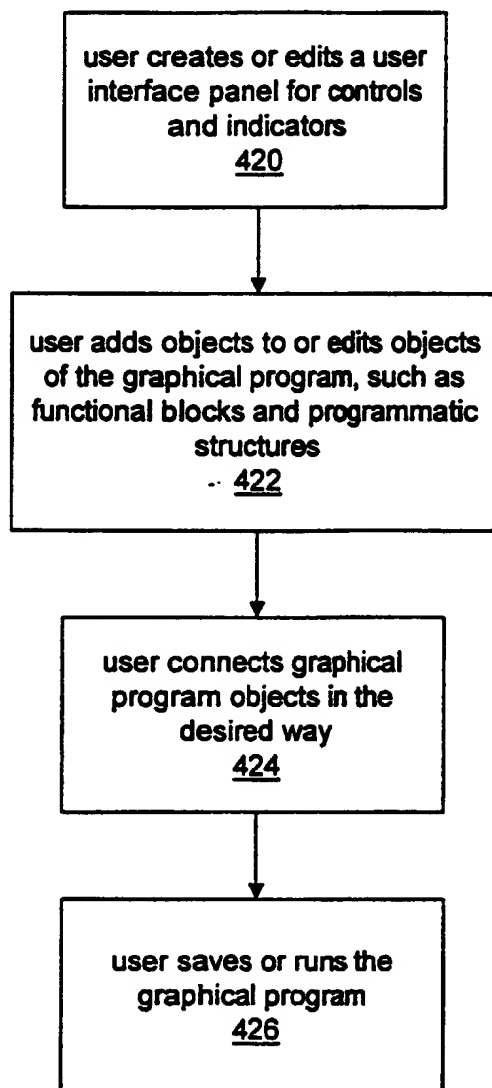 user creates or edits a user
interface panel for controls
and indicators
420
user adds objects to or edits objects
of the graphical program, such as
functional blocks and programmatic
structures
422
user connects graphical
program objects in the
desired way
424
user saves or runs the
graphical program
426